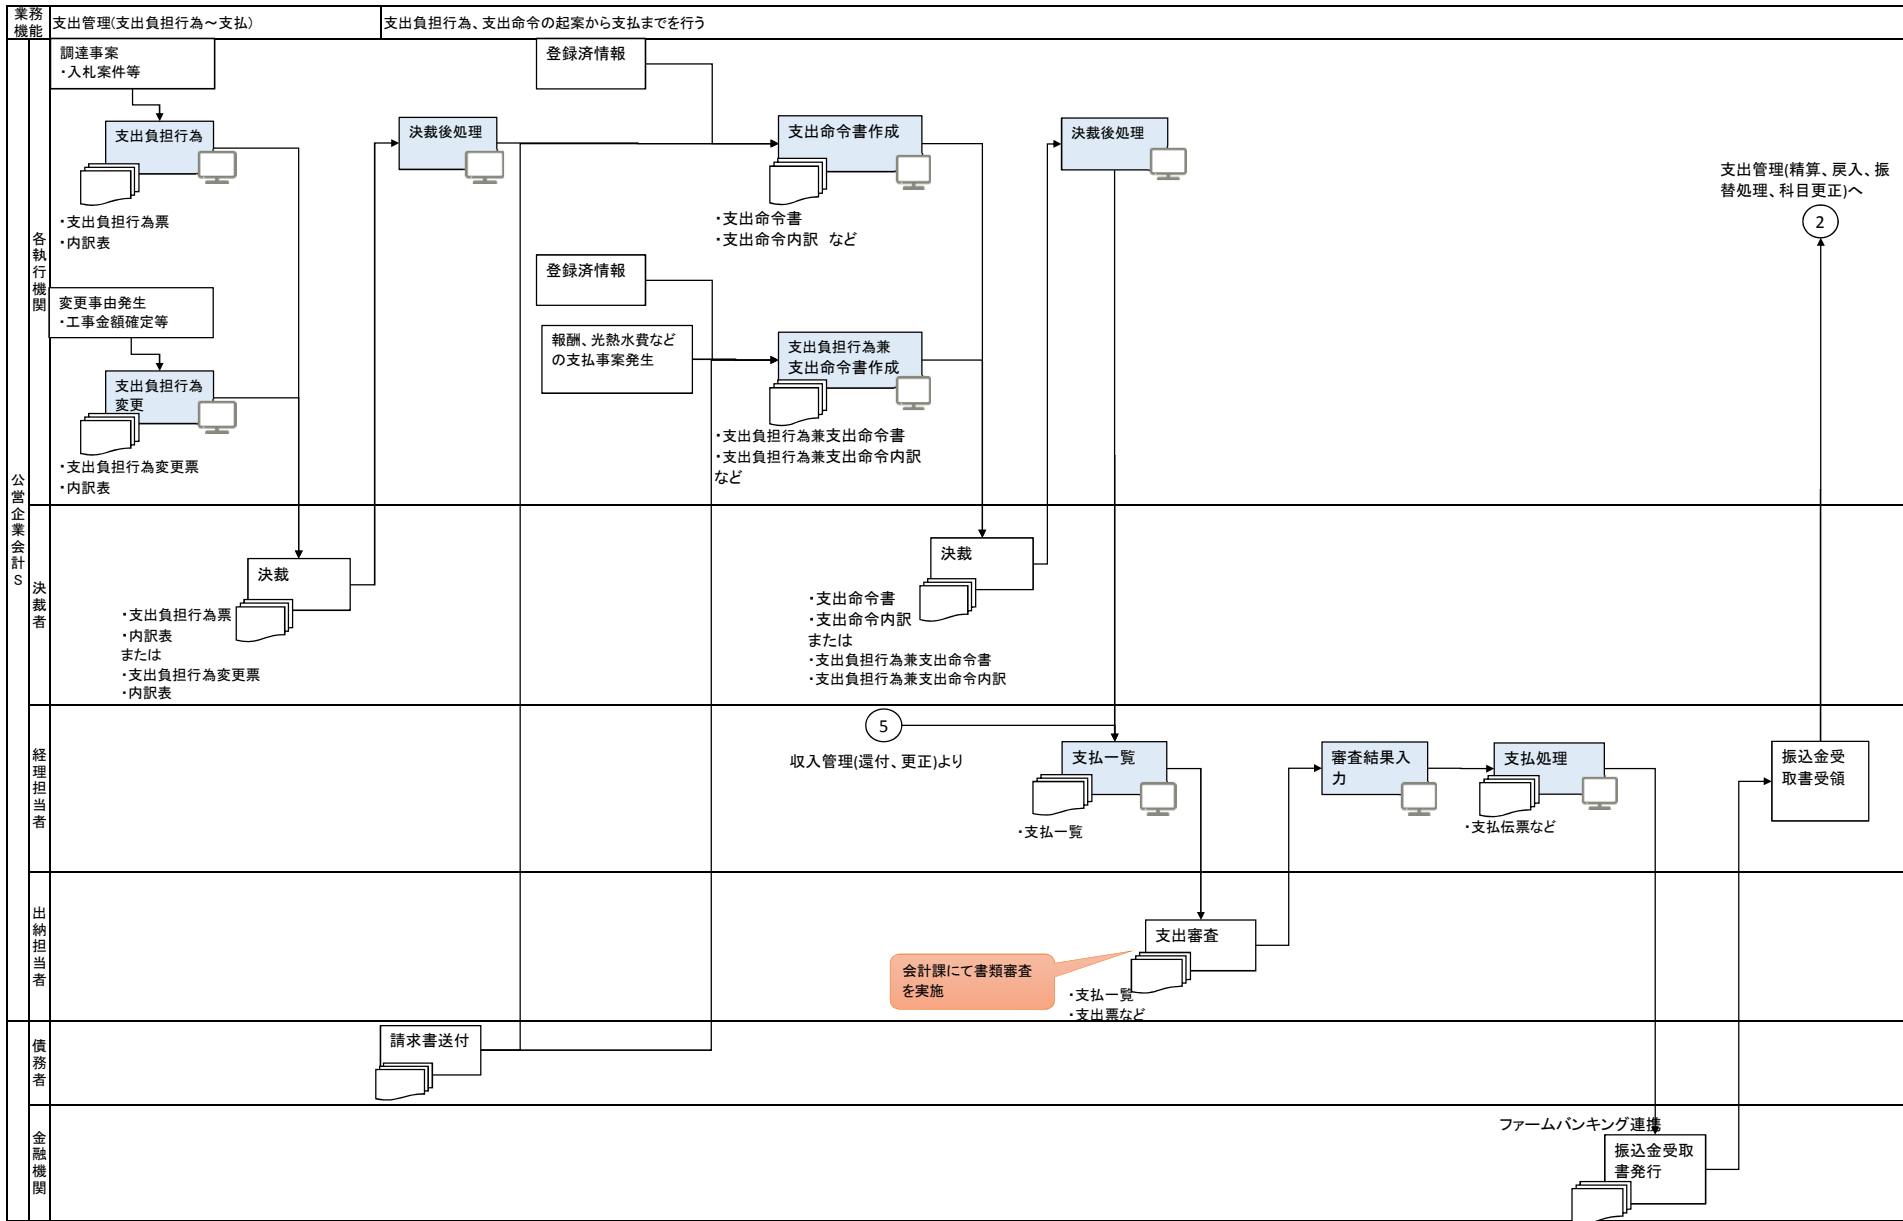 業務
機能
支出管理(支出負担行為～支払)
支出負担行為、支出命令の起案から支払までを行う
公営企業会計S
各執行機関
調達事案
・入札案件等
支出負担行為
・支出負担行為票
・内訳表
変更事由発生
・工事金額確定等
支出負担行為
変更
・支出負担行為変更票
・内訳表
決裁後処理
登録済情報
支出命令書作成
・支出命令書
・支出命令内訳 など
登録済情報
報酬、光熱水費など
の支払事案発生
支出負担行為兼
支出命令書作成
・支出負担行為兼支出命令書
・支出負担行為兼支出命令内訳
など
決裁後処理
支出管理(精算、戻入、振
替処理、科目更正)へ
2
決裁者
決裁
・支出負担行為票
・内訳表
または
・支出負担行為変更票
・内訳表
決裁
・支出命令書
・支出命令内訳
または
・支出負担行為兼支出命令書
・支出負担行為兼支出命令内訳
経理担当者
5
収入管理(還付、更正)より
支払一覧
・支払一覧
審査結果入
力
支払処理
・支払伝票など
振込金受
取書受領
出納担当者
支出審査
会計課にて書類審査
を実施
・支払一覧
・支出票など
債務者
請求書送付
金融機関
ファームバンキング連携
振込金受取
書発行